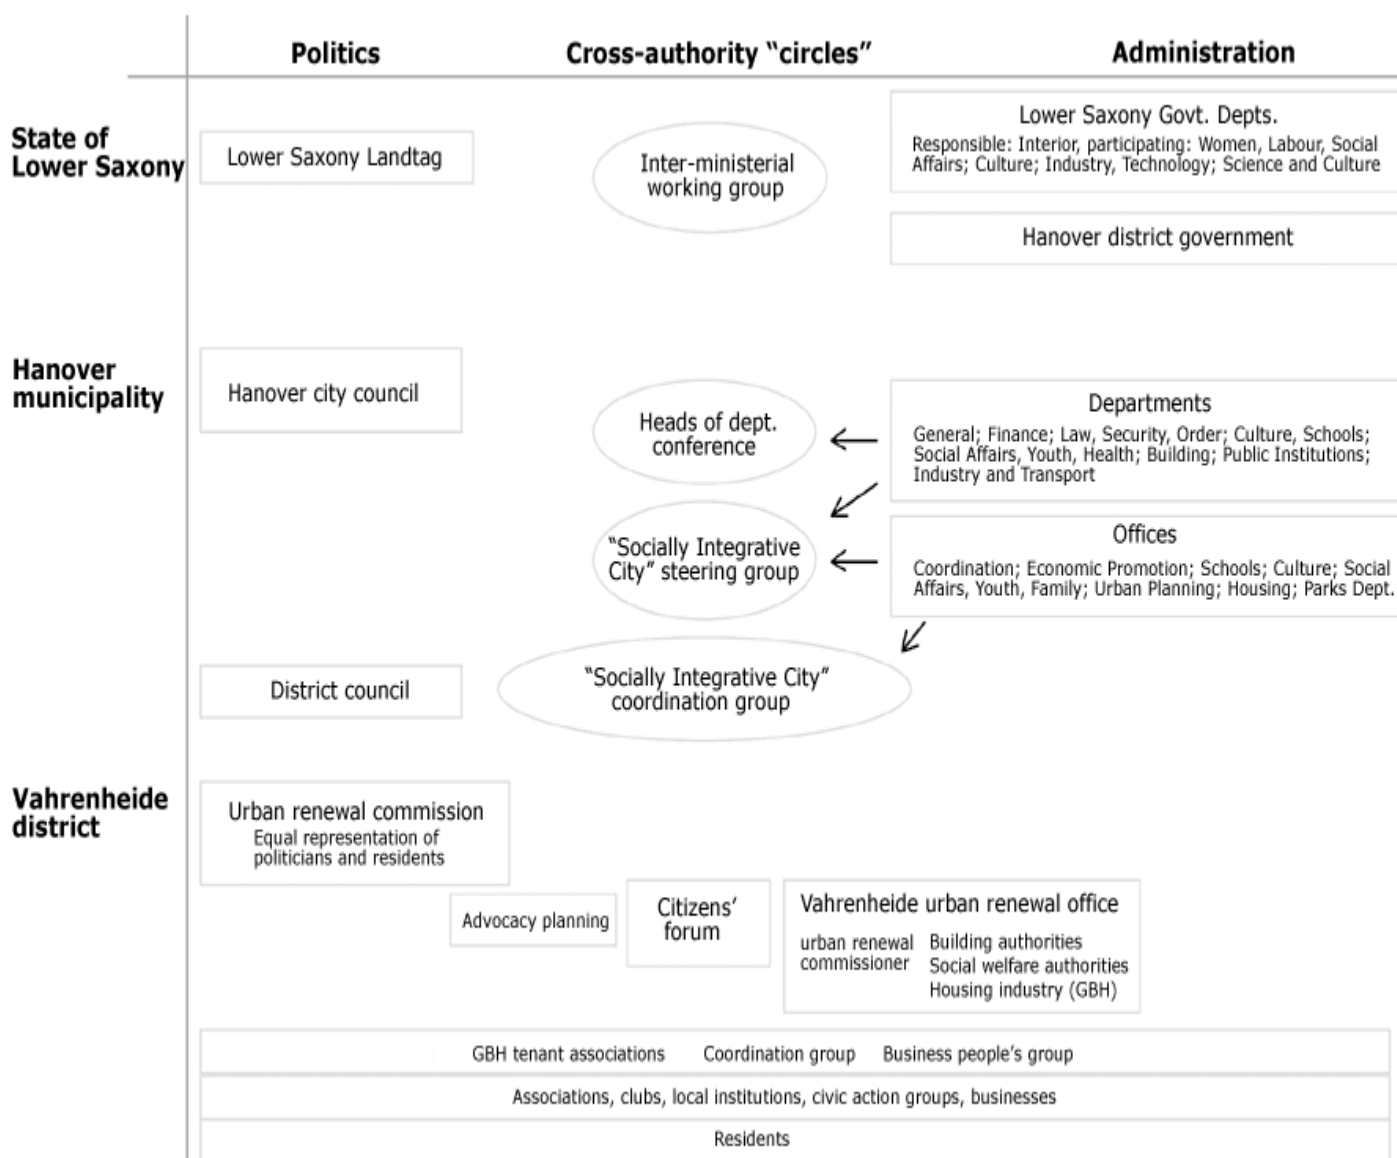 Politics
Cross-authority “circles”
Administration
State of
Lower Saxony
Lower Saxony Landtag
Inter-ministerial
working group
Lower Saxony Govt. Depts.
Responsible: Interior, participating: Women, Labour, Social
Affairs; Culture; Industry, Technology; Science and Culture
Hanover district government
Hanover
municipality
Hanover city council
Heads of dept.
conference
Departments
General; Finance; Law, Security, Order; Culture, Schools;
Social Affairs, Youth, Health; Building; Public Institutions;
Industry and Transport
“Socially Integrative
City” steering group
Offices
Coordination; Economic Promotion; Schools; Culture; Social
Affairs, Youth, Family; Urban Planning; Housing; Parks Dept.
District council
“Socially Integrative City”
coordination group
Vahrenheide
district
Urban renewal commission
Equal representation of
politicians and residents
Advocacy planning
Citizens’
forum
Vahrenheide urban renewal office
urban renewal
commissioner
Building authorities
Social welfare authorities
Housing industry (GBH)
GBH tenant associations
Coordination group
Business people’s group
Associations, clubs, local institutions, civic action groups, businesses
Residents